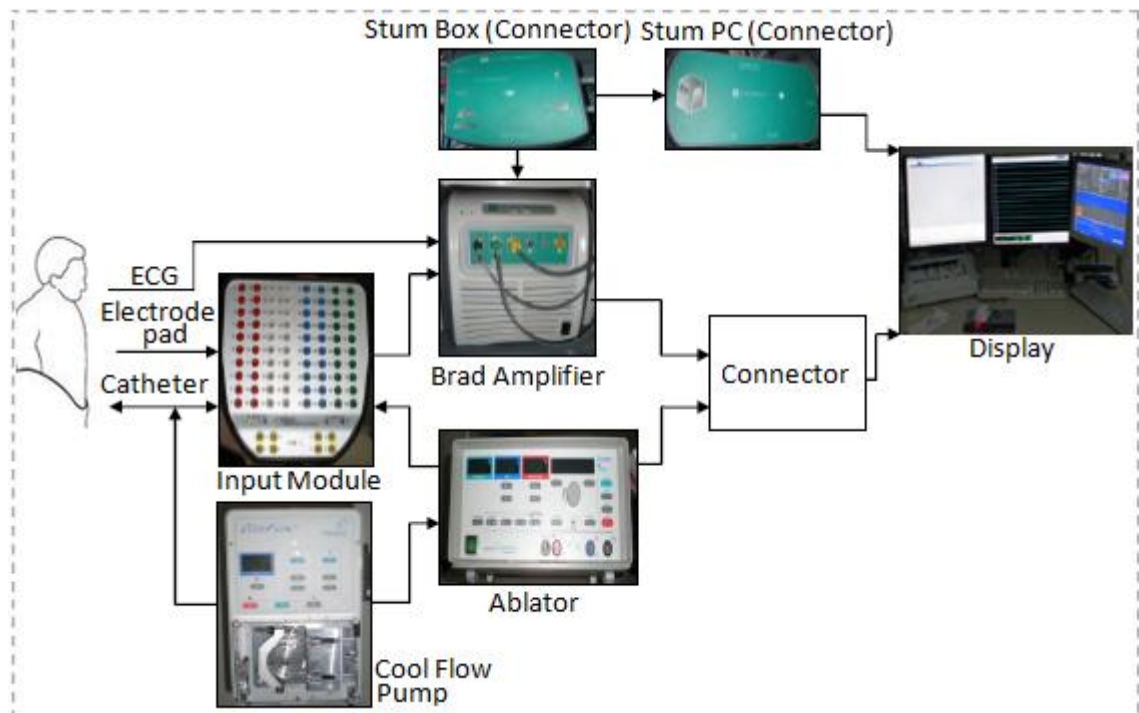 Stum Box (Connector)
Stum PC (Connector)
ECG
Electrode
pad
Catheter
Input Module
Brad Amplifier
Connector
Display
Ablator
Cool Flow
Pump